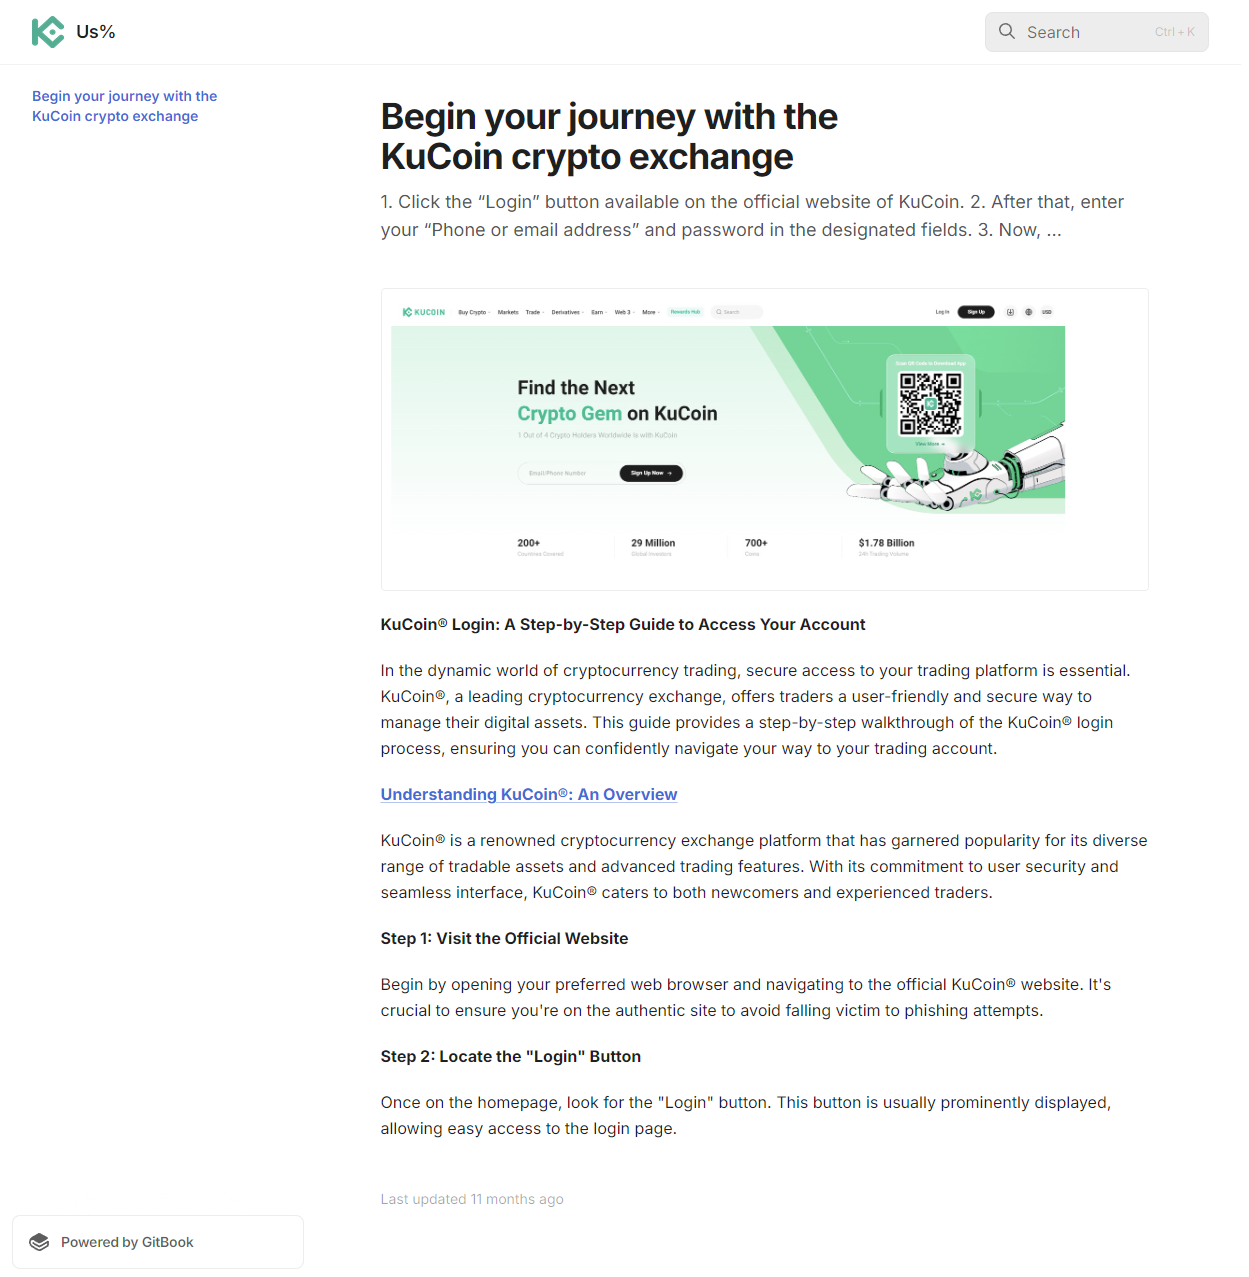 Us%
Search
Ctrl + K
Begin your journey with the
KuCoin crypto exchange
Begin your journey with the
KuCoin crypto exchange
1. Click the “Login” button available on the official website of KuCoin. 2. After that, enter
your “Phone or email address” and password in the designated fields. 3. Now, ...
KUCOIN Buy Crypto Markets Trade Derivatives Earn Web 3 More Rewards Hub Search Log In Sign Up USD
Scan QR Code to Download App
Find the Next
Crypto Gem on KuCoin
1 Out of 4 Crypto Holders Worldwide Is with KuCoin
View More →
Email/Phone Number Sign Up Now →
200+ 29 Million 700+ $1.78 Billion
Countries Covered Global Investors Coins 24h Trading Volume
KuCoin® Login: A Step-by-Step Guide to Access Your Account
In the dynamic world of cryptocurrency trading, secure access to your trading platform is essential.
KuCoin®, a leading cryptocurrency exchange, offers traders a user-friendly and secure way to
manage their digital assets. This guide provides a step-by-step walkthrough of the KuCoin® login
process, ensuring you can confidently navigate your way to your trading account.
Understanding KuCoin®: An Overview
KuCoin® is a renowned cryptocurrency exchange platform that has garnered popularity for its diverse
range of tradable assets and advanced trading features. With its commitment to user security and
seamless interface, KuCoin® caters to both newcomers and experienced traders.
Step 1: Visit the Official Website
Begin by opening your preferred web browser and navigating to the official KuCoin® website. It's
crucial to ensure you're on the authentic site to avoid falling victim to phishing attempts.
Step 2: Locate the "Login" Button
Once on the homepage, look for the "Login" button. This button is usually prominently displayed,
allowing easy access to the login page.
Last updated 11 months ago
Powered by GitBook